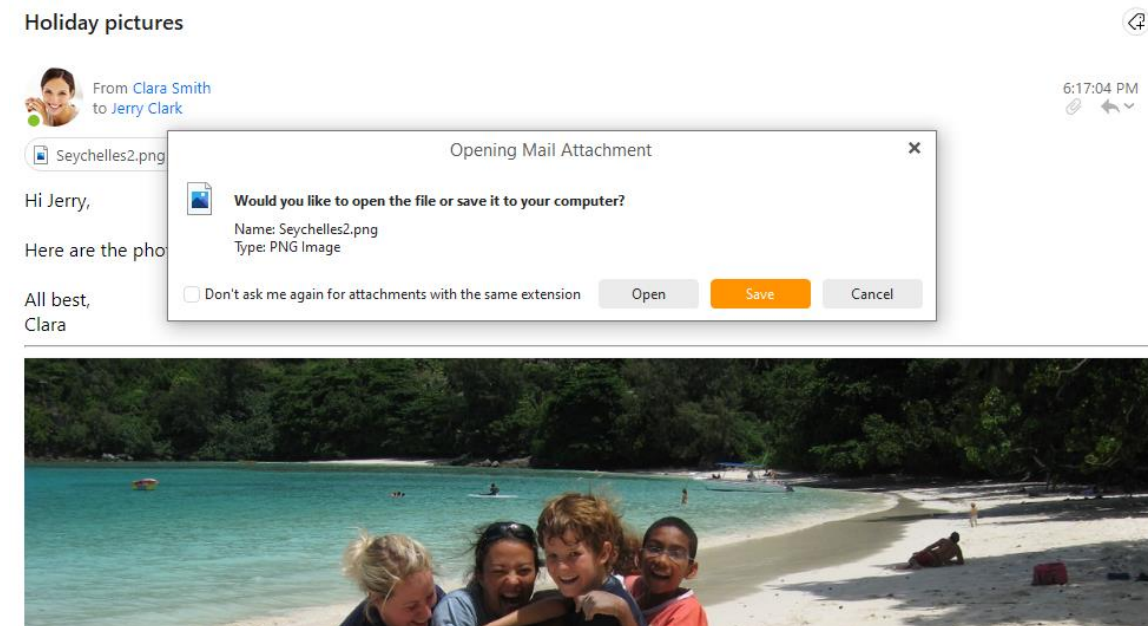 Holiday pictures
From Clara Smith
to Jerry Clark
6:17:04 PM
Seychelles2.png
Opening Mail Attachment
Would you like to open the file or save it to your computer?
Name: Seychelles2.png
Type: PNG Image
Don't ask me again for attachments with the same extension
Open
Save
Cancel
Hi Jerry,
Here are the
All best,
Clara